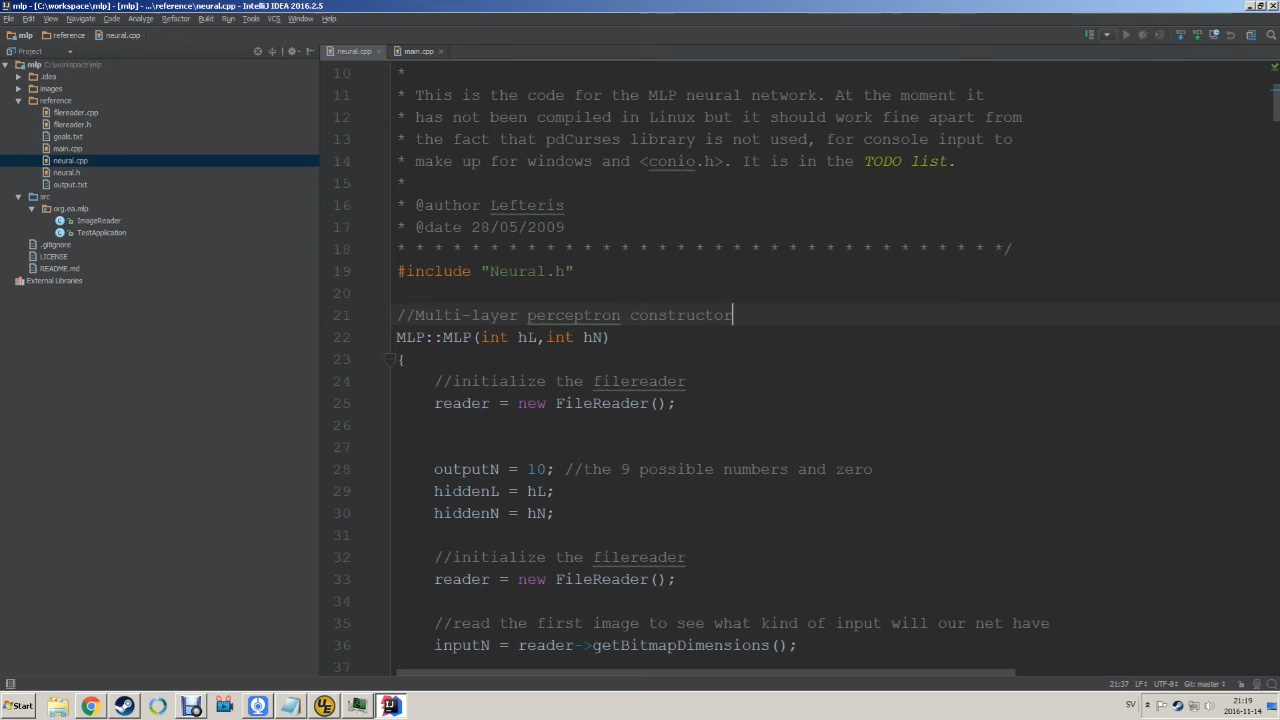 mlp - [C:\workspace\mlp] - [mlp] - ...\reference\neural.cpp - IntelliJ IDEA 2016.2.5
File Edit View Navigate Code Analyze Refactor Build Run Tools VCS Window Help
mlp reference neural.cpp
Project
neural.cpp main.cpp
mlp C:\workspace\mlp
.idea
images
reference
filereader.cpp
filereader.h
goals.txt
main.cpp
neural.cpp
neural.h
output.txt
src
org.ea.mlp
ImageReader
TestApplication
.gitignore
LICENSE
README.md
External Libraries
10 *
11 * This is the code for the MLP neural network. At the moment it
12 * has not been compiled in Linux but it should work fine apart from
13 * the fact that pdCurses library is not used, for console input to
14 * make up for windows and <conio.h>. It is in the TODO list.
15 *
16 * @author Lefteris
17 * @date 28/05/2009
18 * * * * * * * * * * * * * * * * * * * * * * * * * * * * * * * * * */
19 #include "Neural.h"
20
21 //Multi-layer perceptron constructor
22 MLP::MLP(int hL,int hN)
23 {
24 //initialize the filereader
25 reader = new FileReader();
26
27
28 outputN = 10; //the 9 possible numbers and zero
29 hiddenL = hL;
30 hiddenN = hN;
31
32 //initialize the filereader
33 reader = new FileReader();
34
35 //read the first image to see what kind of input will our net have
36 inputN = reader->getBitmapDimensions();
37
21:37 LF÷ UTF-8÷ Git: master÷
Start
SV
21:19
2016-11-14